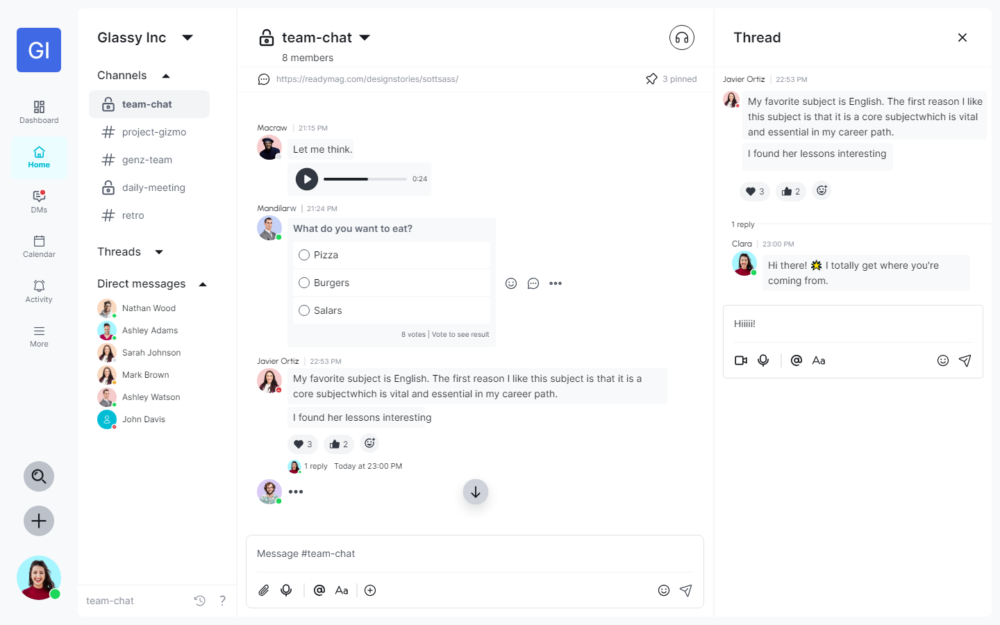 GI
Dashboard
Home
DMs
Calendar
Activity
More
Glassy Inc
Channels
team-chat
project-gizmo
genz-team
daily-meeting
retro
Threads
Direct messages
Nathan Wood
Ashley Adams
Sarah Johnson
Mark Brown
Ashley Watson
John Davis
team-chat
?
team-chat
8 members
https://readymag.com/designstories/sottsass/
3 pinned
Macraw | 21:15 PM
Let me think.
0:24
Mandilarw | 21:24 PM
What do you want to eat?
Pizza
Burgers
Salars
8 votes | Vote to see result
Javier Ortiz | 22:53 PM
My favorite subject is English. The first reason I like this subject is that it is a
core subjectwhich is vital and essential in my career path.
I found her lessons interesting
3
2
1 reply Today at 23:00 PM
Message #team-chat
@ Aa
Thread
Javier Ortiz | 22:53 PM
My favorite subject is English. The first reason I like
this subject is that it is a core subjectwhich is vital
and essential in my career path.
I found her lessons interesting
3
2
1 reply
Clara | 23:00 PM
Hi there! 🌟 I totally get where you're
coming from.
Hiiiii!
@ Aa